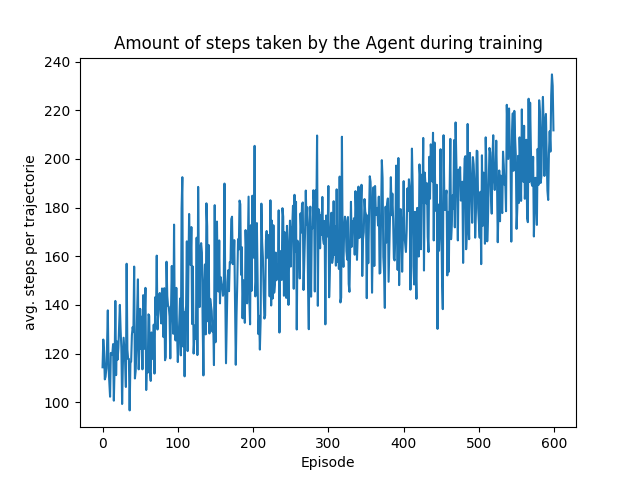 Amount of steps taken by the Agent during training
240
220
200
180
160
140
120
100
avg. steps per trajectorie
0 100 200 300 400 500 600
Episode